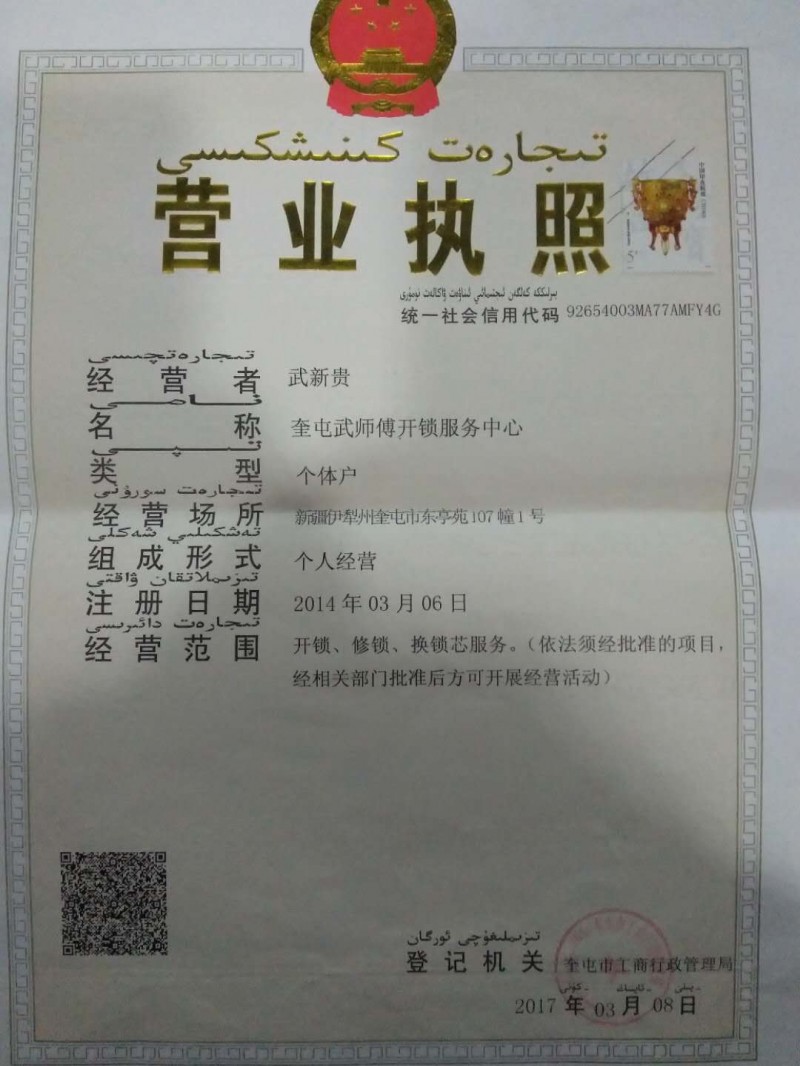 تىجارەت كىنىشكىسى
营业执照
统一社会信用代码 92654003MA77AMFY4G
تىجارەتچىسى
经营者 武新贵
نامى
名称 奎屯武师傅开锁服务中心
تىپى
类型 个体户
تىجارەت سورۇنى
经营场所 新疆伊犁州奎屯市东亭苑107幢1号
تەشكىللىنىش شەكلى
组成形式 个人经营
تىزىملاتقان ۋاقتى
注册日期 2014年03月06日
تىجارەت دائىرىسى
经营范围 开锁、修锁、换锁芯服务。（依法须经批准的项目，
经相关部门批准后方可开展经营活动）
تىزىملىغۇچى ئورگان
登记机关 奎屯市工商行政管理局
2017年03月08日